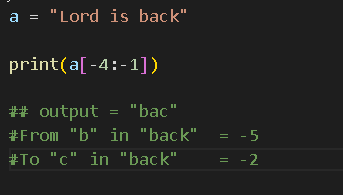 a = "Lord is back"
print(a[-4:-1])
## output = "bac"
#From "b" in "back"  = -5
#To "c" in "back"    = -2